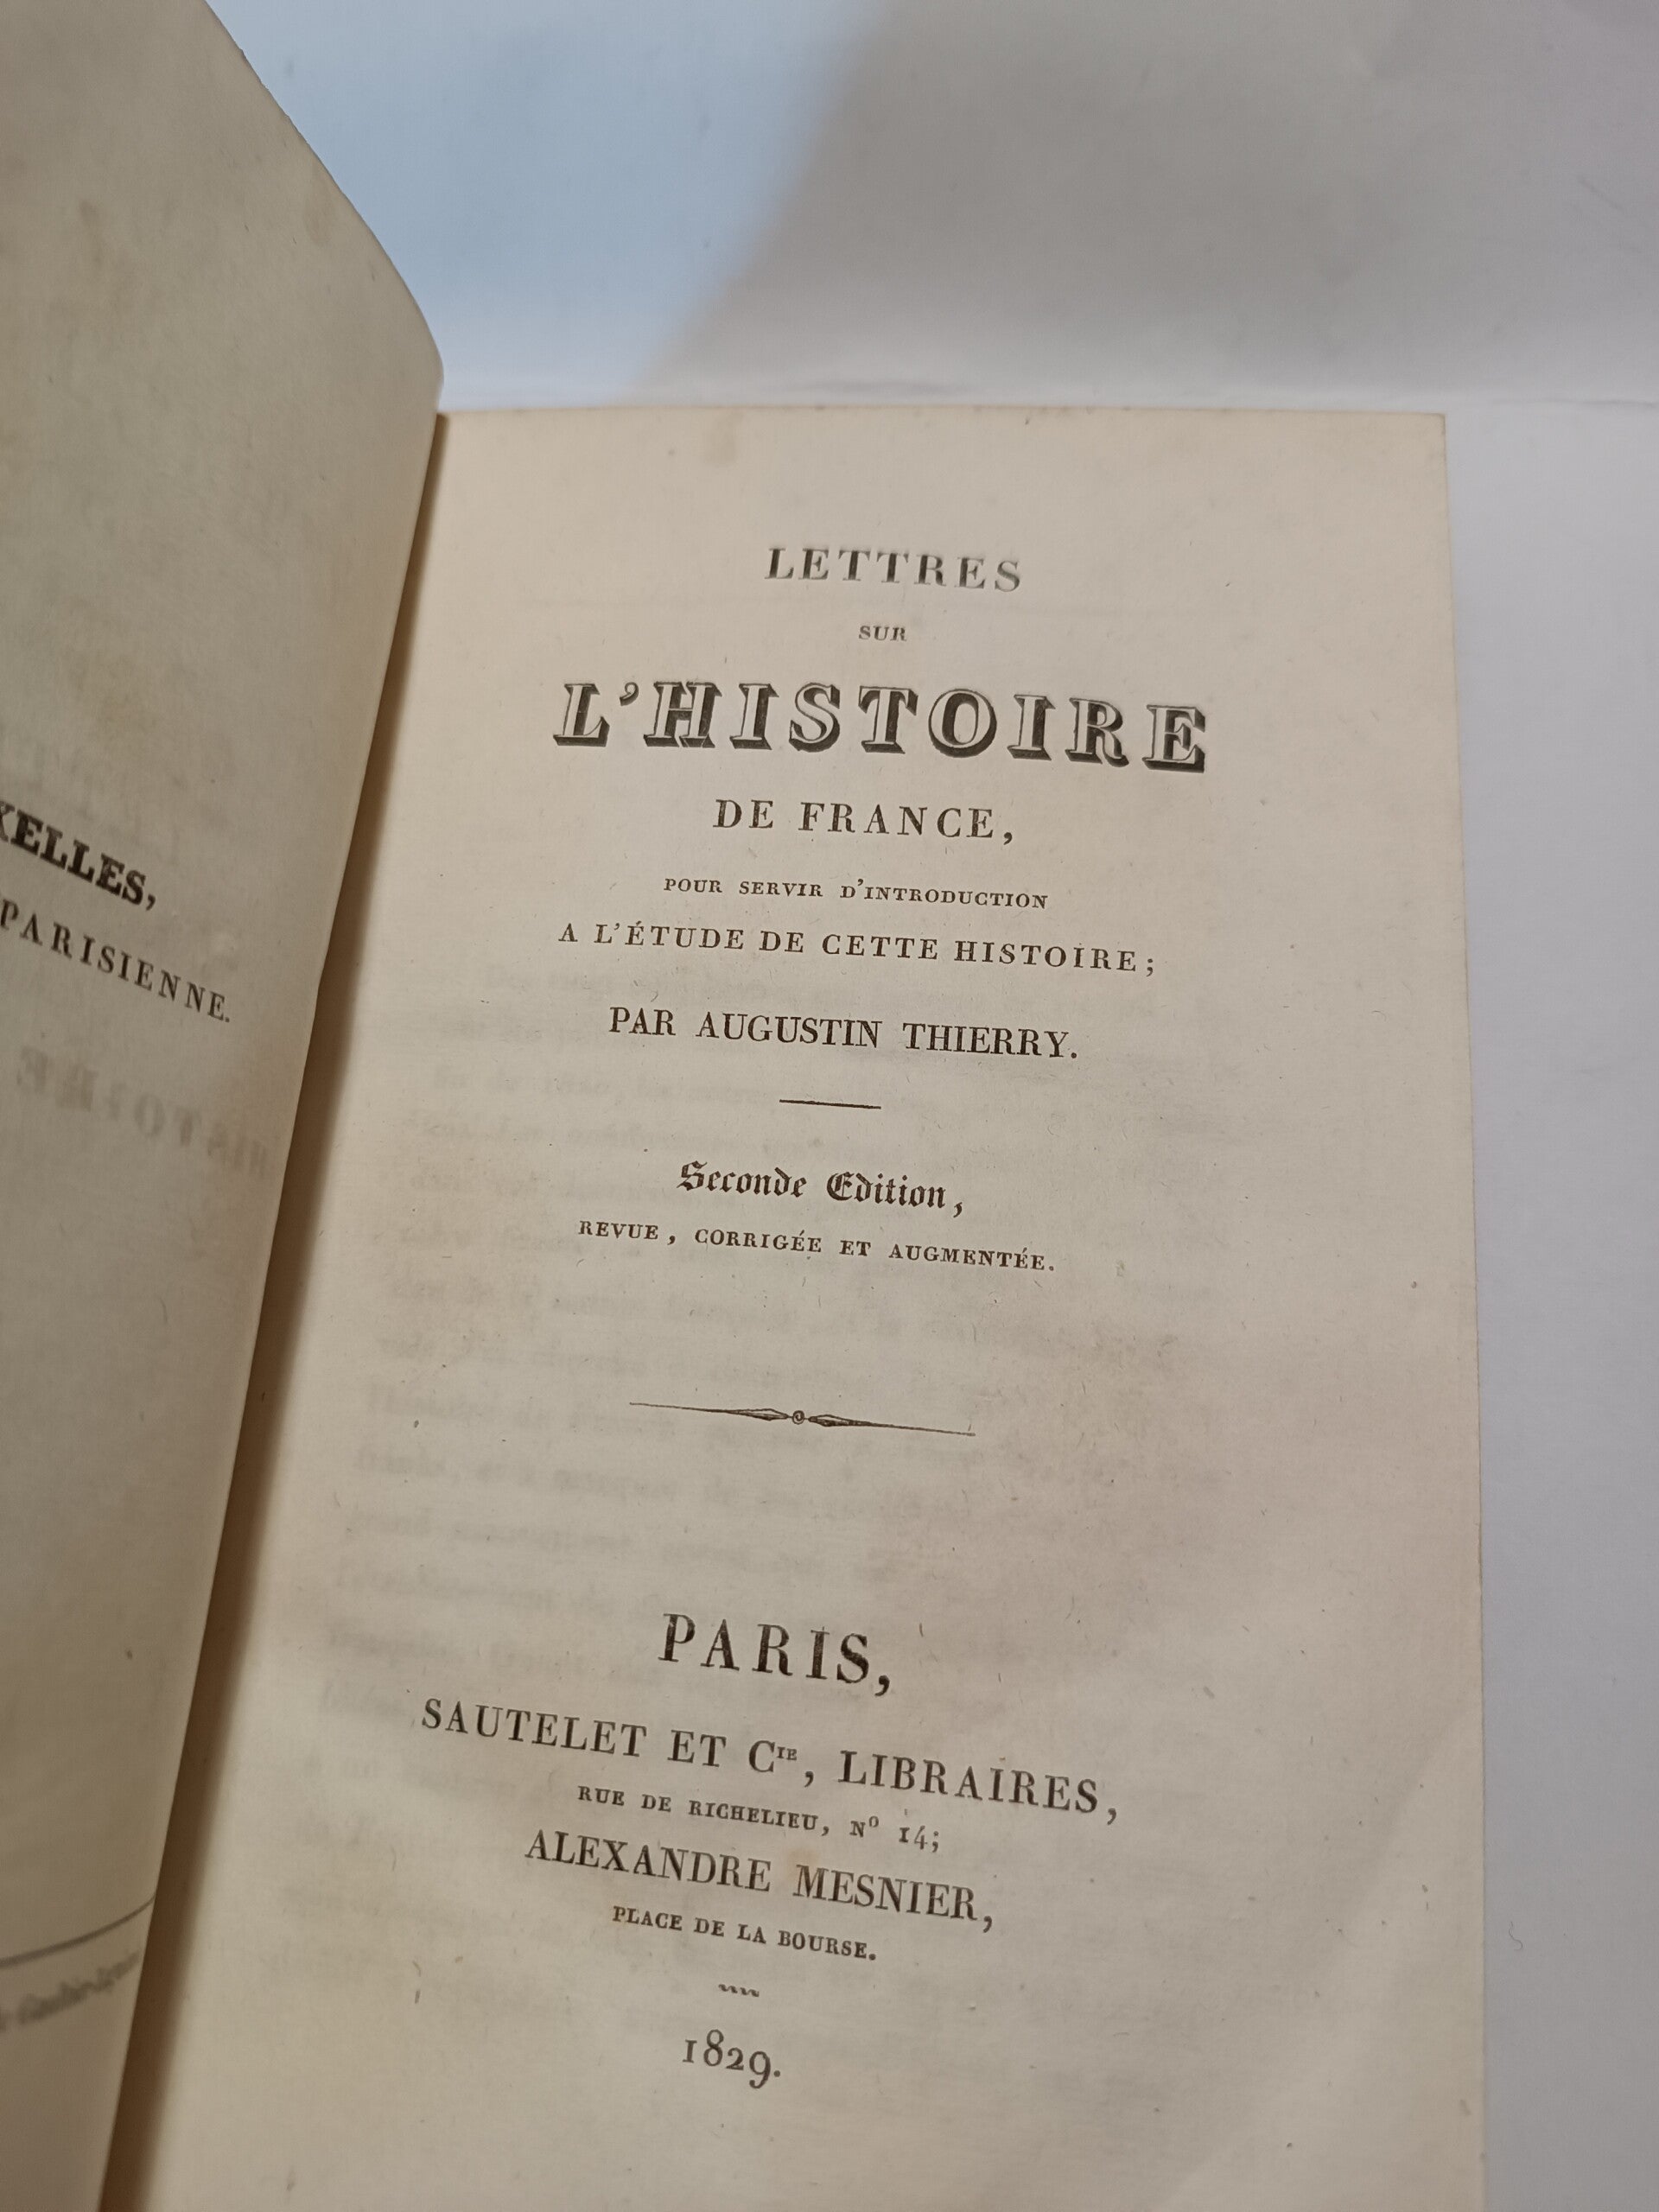 PARISIENNE.
LETTRES
SUR
L'HISTOIRE
DE FRANCE,
POUR SERVIR D'INTRODUCTION
A L'ÉTUDE DE CETTE HISTOIRE;
PAR AUGUSTIN THIERRY.
Seconde Edition,
REVUE, CORRIGÉE ET AUGMENTÉE.
PARIS,
SAUTELET ET CIE, LIBRAIRES,
RUE DE RICHELIEU, No 14;
ALEXANDRE MESNIER,
PLACE DE LA BOURSE.
1829.